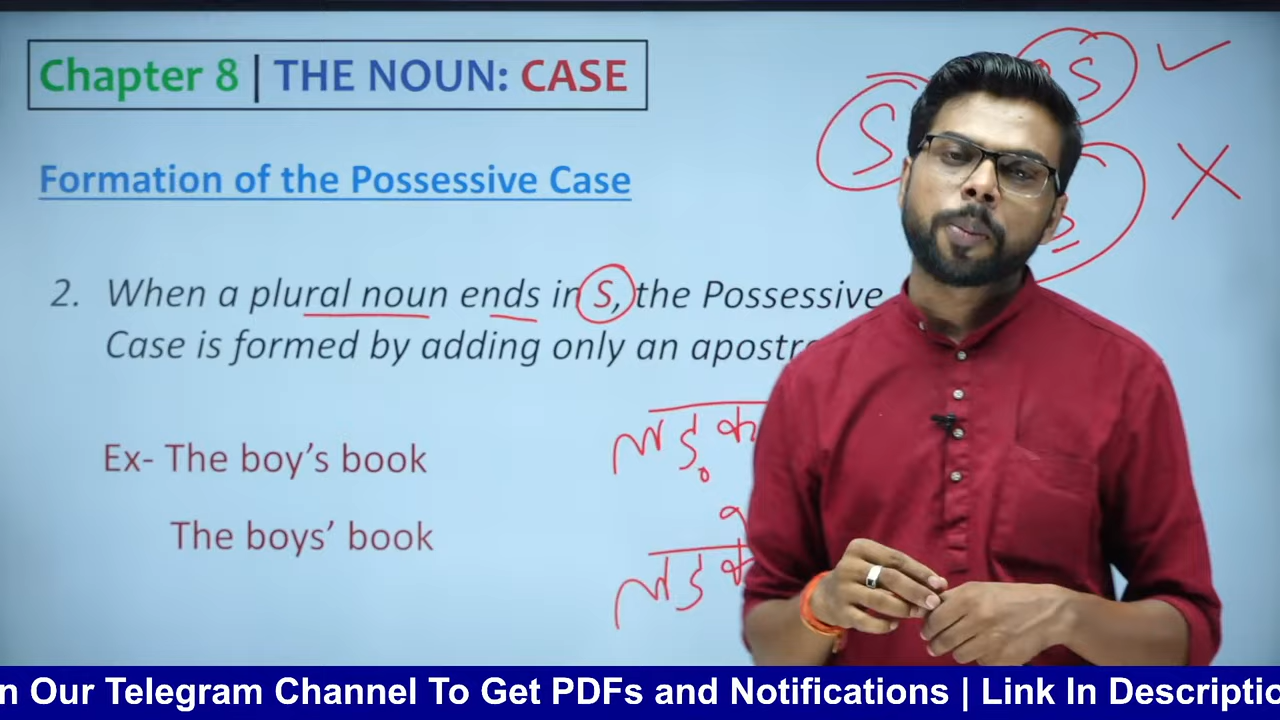 Chapter 8 | THE NOUN: CASE
S
's
Formation of the Possessive Case
2. When a plural noun ends in S, the Possessive
Case is formed by adding only an
Ex- The boy's book
The boys' book
n Our Telegram Channel To Get PDFs and Notifications | Link In Descriptio